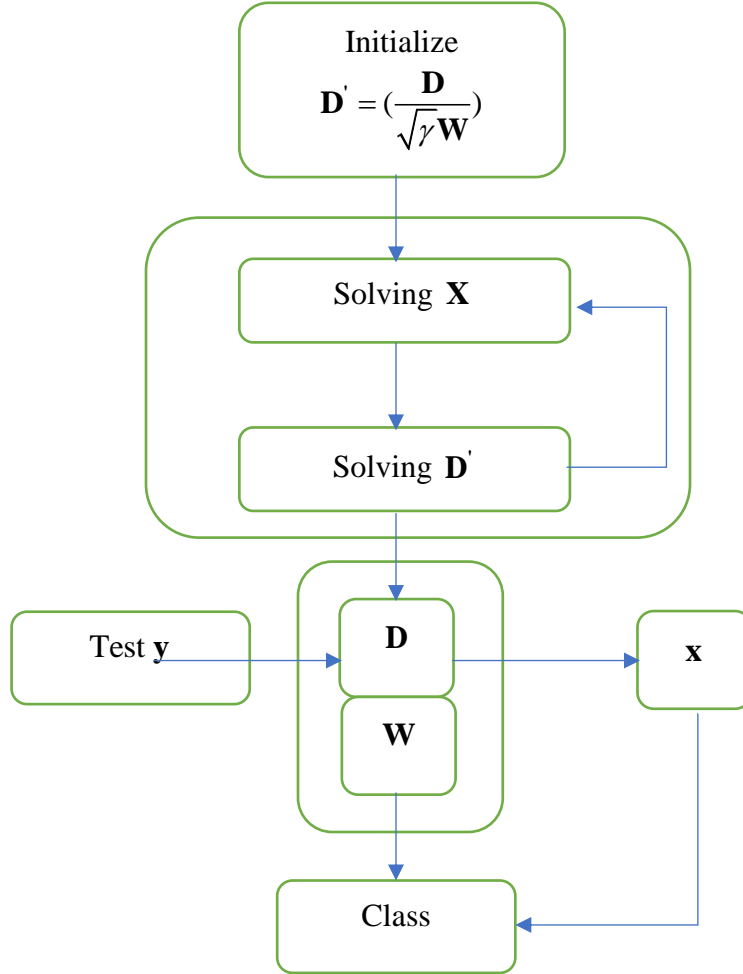 Initialize
D' = (D / √γW)
Solving X
Solving D'
D
Test y
x
W
Class